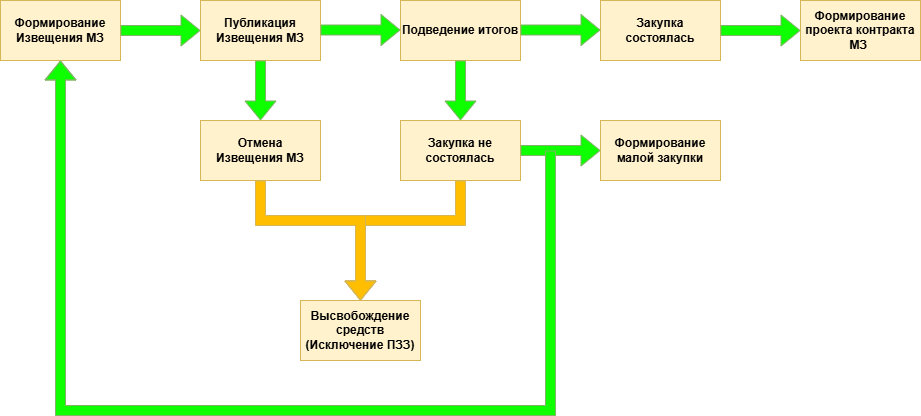 Формирование
Извещения МЗ
Публикация
Извещения МЗ
Подведение итогов
Закупка
состоялась
Формирование
проекта контракта
МЗ
Отмена
Извещения МЗ
Закупка не
состоялась
Формирование
малой закупки
Высвобождение
средств
(Исключение ПЗЗ)